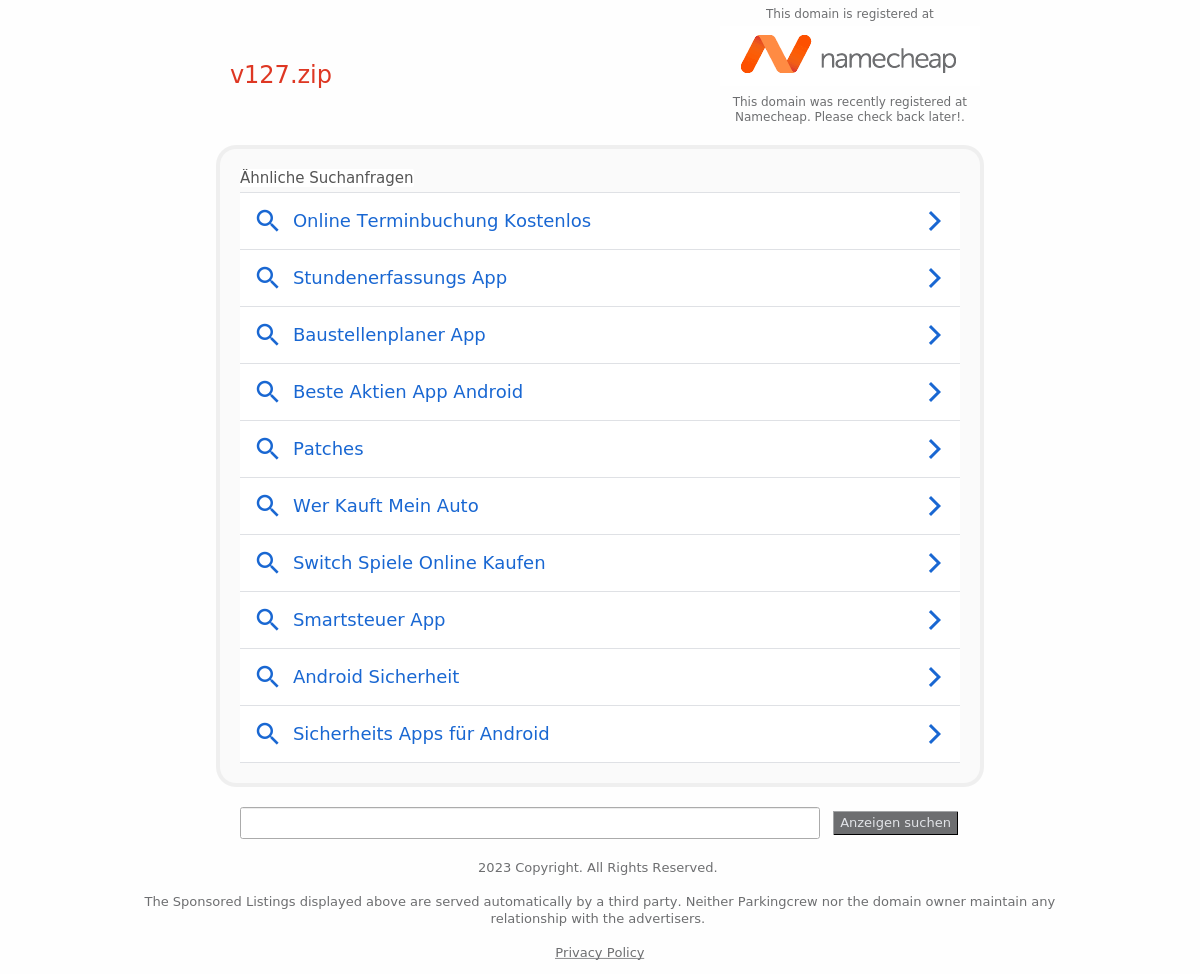 This domain is registered at
namecheap
v127.zip
This domain was recently registered at
Namecheap. Please check back later!.
Ähnliche Suchanfragen
Online Terminbuchung Kostenlos
Stundenerfassungs App
Baustellenplaner App
Beste Aktien App Android
Patches
Wer Kauft Mein Auto
Switch Spiele Online Kaufen
Smartsteuer App
Android Sicherheit
Sicherheits Apps für Android
Anzeigen suchen
2023 Copyright. All Rights Reserved.
The Sponsored Listings displayed above are served automatically by a third party. Neither Parkingcrew nor the domain owner maintain any
relationship with the advertisers.
Privacy Policy